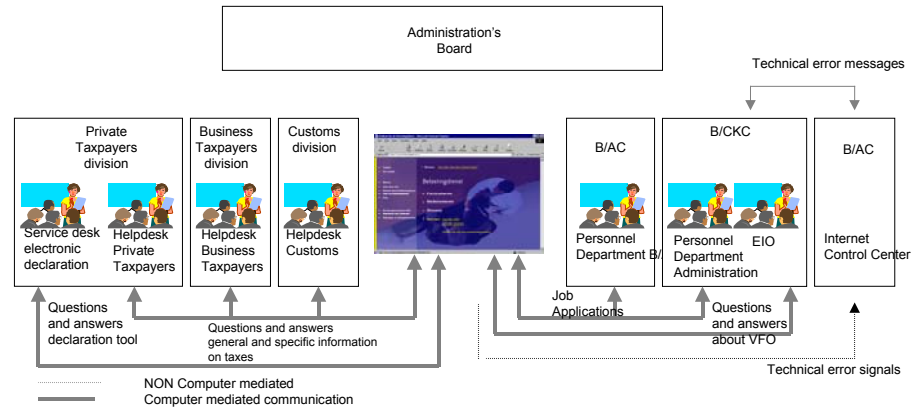 Administration's
Board
Technical error messages
Private
Taxpayers
division
Business
Taxpayers
division
Customs
division
B/AC
B/CKC
B/AC
Belastingdienst
Service desk
electronic
declaration
Helpdesk
Private
Taxpayers
Helpdesk
Business
Taxpayers
Helpdesk
Customs
Personnel
Department B/
Personnel
Department
Administration
EIO
Internet
Control Center
Questions
and answers
declaration tool
Questions and answers
general and specific information
on taxes
Job
Applications
Questions
and answers
about VFO
Technical error signals
NON Computer mediated
Computer mediated communication